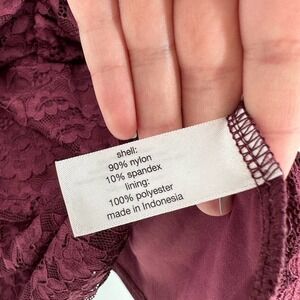 shell:
90% nylon
10% spandex
lining:
100% polyester
made in Indonesia